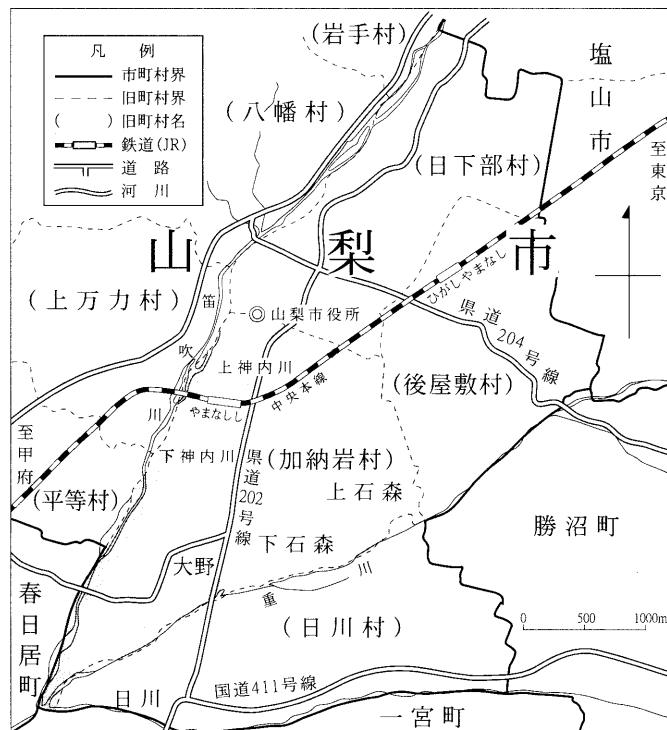 凡 例
市町村界
旧町村界
( ) 旧町村名
鉄道(JR)
道 路
河 川
(岩手村)
塩山市
(八幡村)
(日下部村)
至東京
山梨市
ひがしやまなし
(上万力村)
笛吹川
山梨市役所
県道204号線
上神内川
中央本線
(後屋敷村)
やまなしし
至甲府
下神内川
県道202号線
(加納岩村)
上石森
(平等村)
勝沼町
下石森
大野
重川
春日居町
0 500 1000m
(日川村)
国道411号線
日川
一宮町